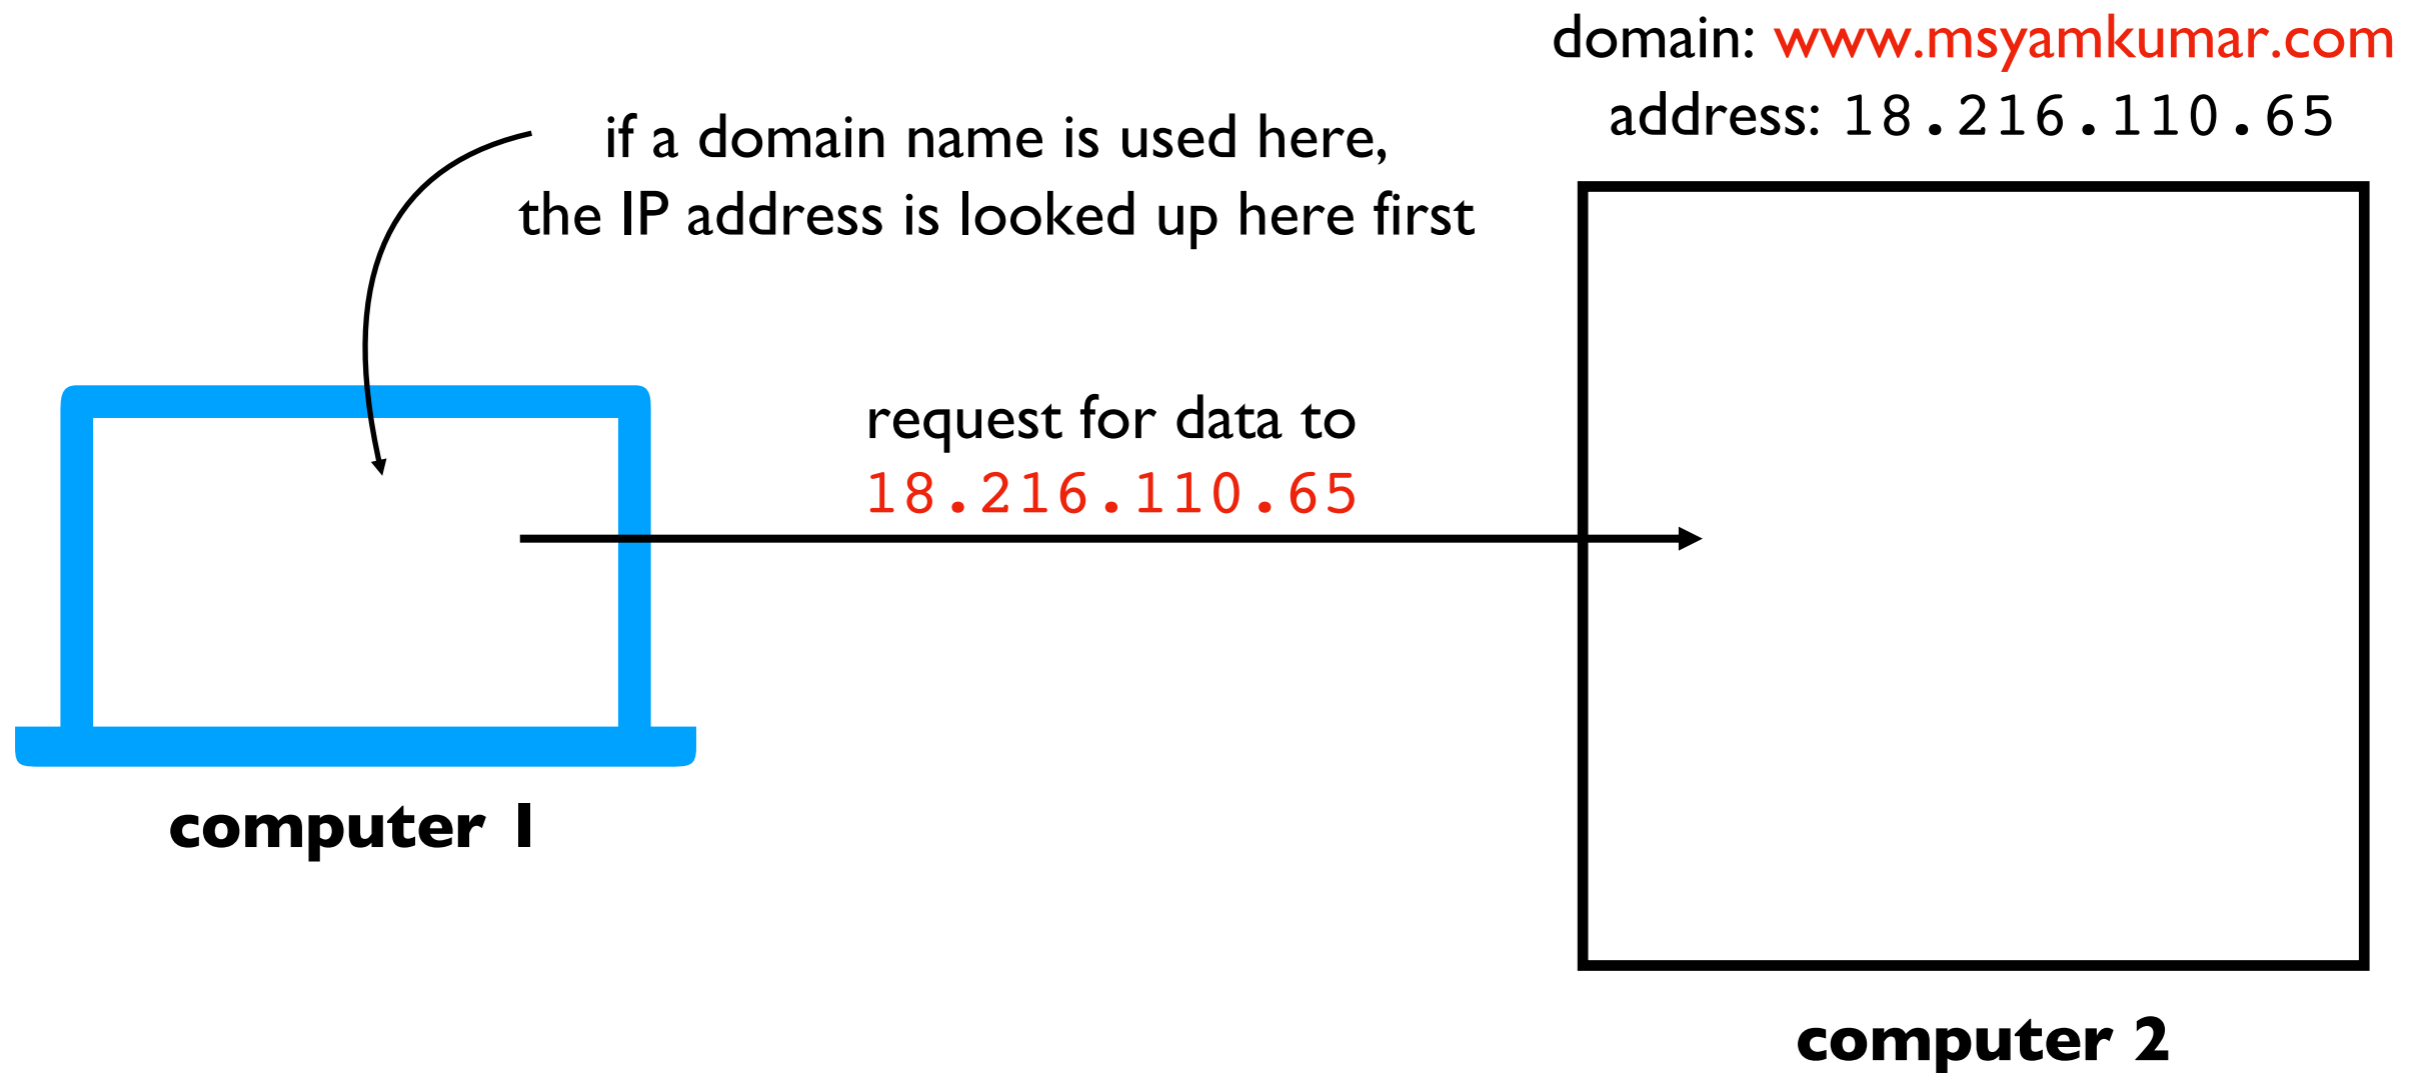 domain: www.msyamkumar.com
address: 18.216.110.65
if a domain name is used here,
the IP address is looked up here first
request for data to
18.216.110.65
computer 1
computer 2